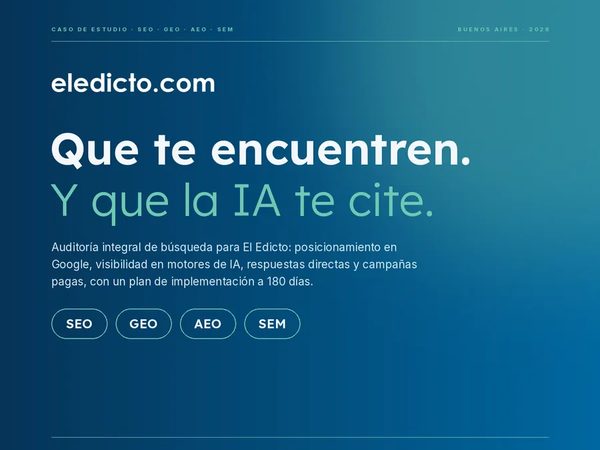 CASO DE ESTUDIO · SEO · GEO · AEO · SEM
BUENOS AIRES · 2026
eledicto.com
Que te encuentren.
Y que la IA te cite.
Auditoría integral de búsqueda para El Edicto: posicionamiento en
Google, visibilidad en motores de IA, respuestas directas y campañas
pagas, con un plan de implementación a 180 días.
SEO
GEO
AEO
SEM